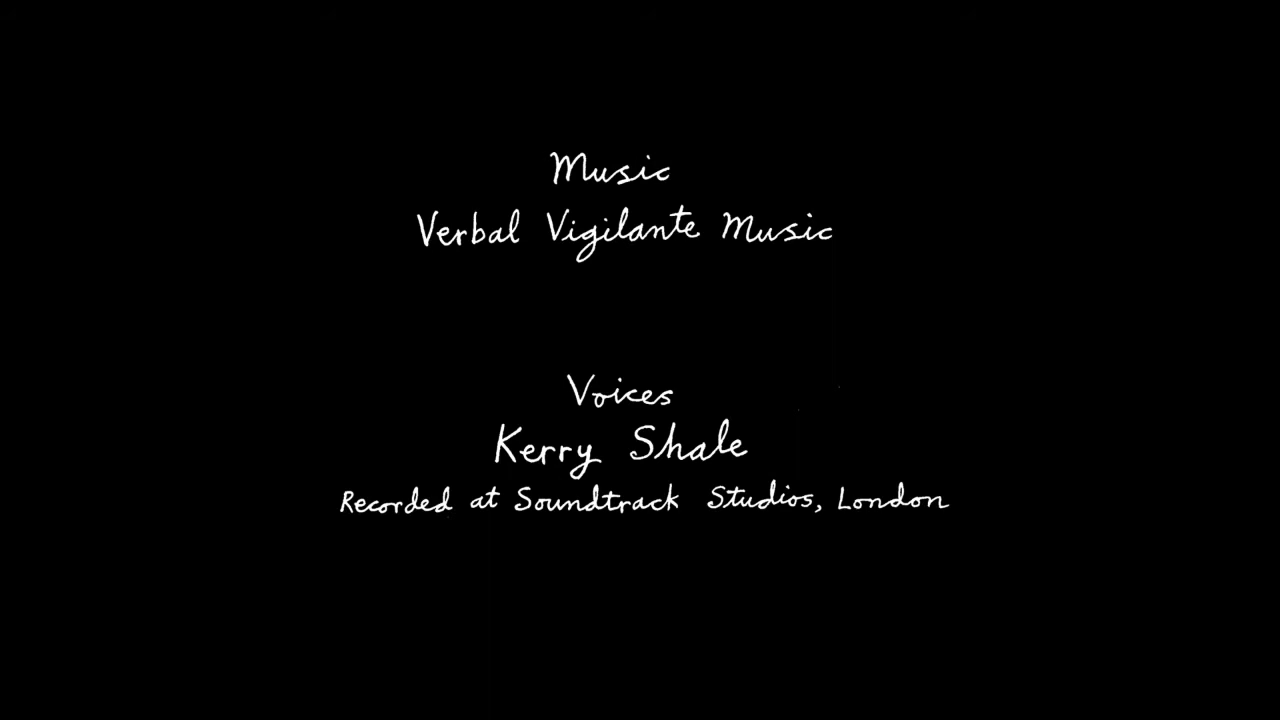 Music
Verbal Vigilante Music
Voices
Kerry Shale
Recorded at Soundtrack Studios, London